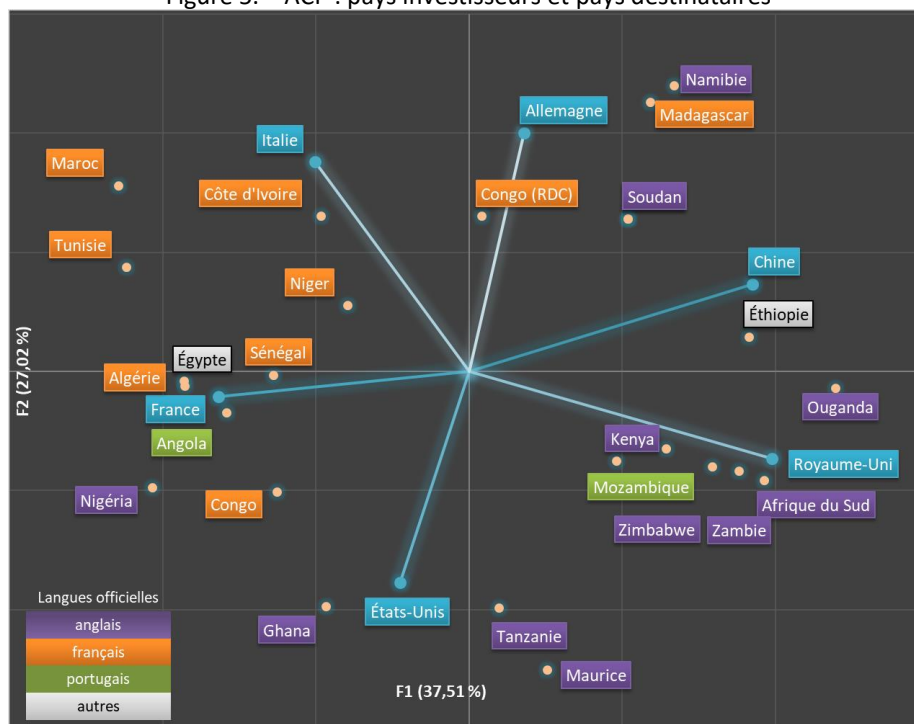 Figure 5. – ACP : pays investisseurs et pays destinataires
Namibie
Allemagne
Madagascar
Italie
Maroc
Côte d'Ivoire
Congo (RDC)
Soudan
Tunisie
Chine
Niger
Éthiopie
Égypte
Sénégal
Algérie
F2 (27,02 %)
France
Ouganda
Angola
Kenya
Royaume-Uni
Nigéria
Congo
Mozambique
Afrique du Sud
Zimbabwe
Zambie
Langues officielles
anglais
français
portugais
autres
États-Unis
Ghana
Tanzanie
Maurice
F1 (37,51 %)